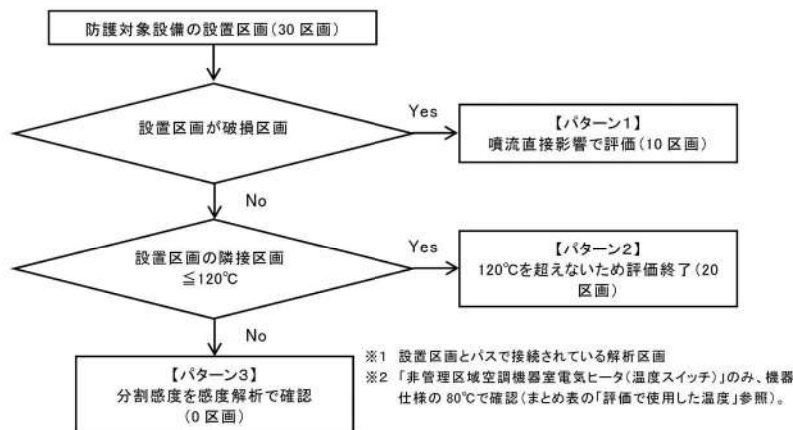 防護対象設備の設置区画(30区画)
設置区画が破損区画
Yes
【パターン1】
噴流直接影響で評価(10区画)
No
設置区画の隣接区画
≦120℃
Yes
【パターン2】
120℃を超えないため評価終了(20
区画)
No
【パターン3】
分割感度を感度解析で確認
(0区画)
※1 設置区画とパスで接続されている解析区画
※2 「非管理区域空調機器室電気ヒータ(温度スイッチ)」のみ、機器
仕様の80℃で確認(まとめ表の「評価で使用した温度」参照)。